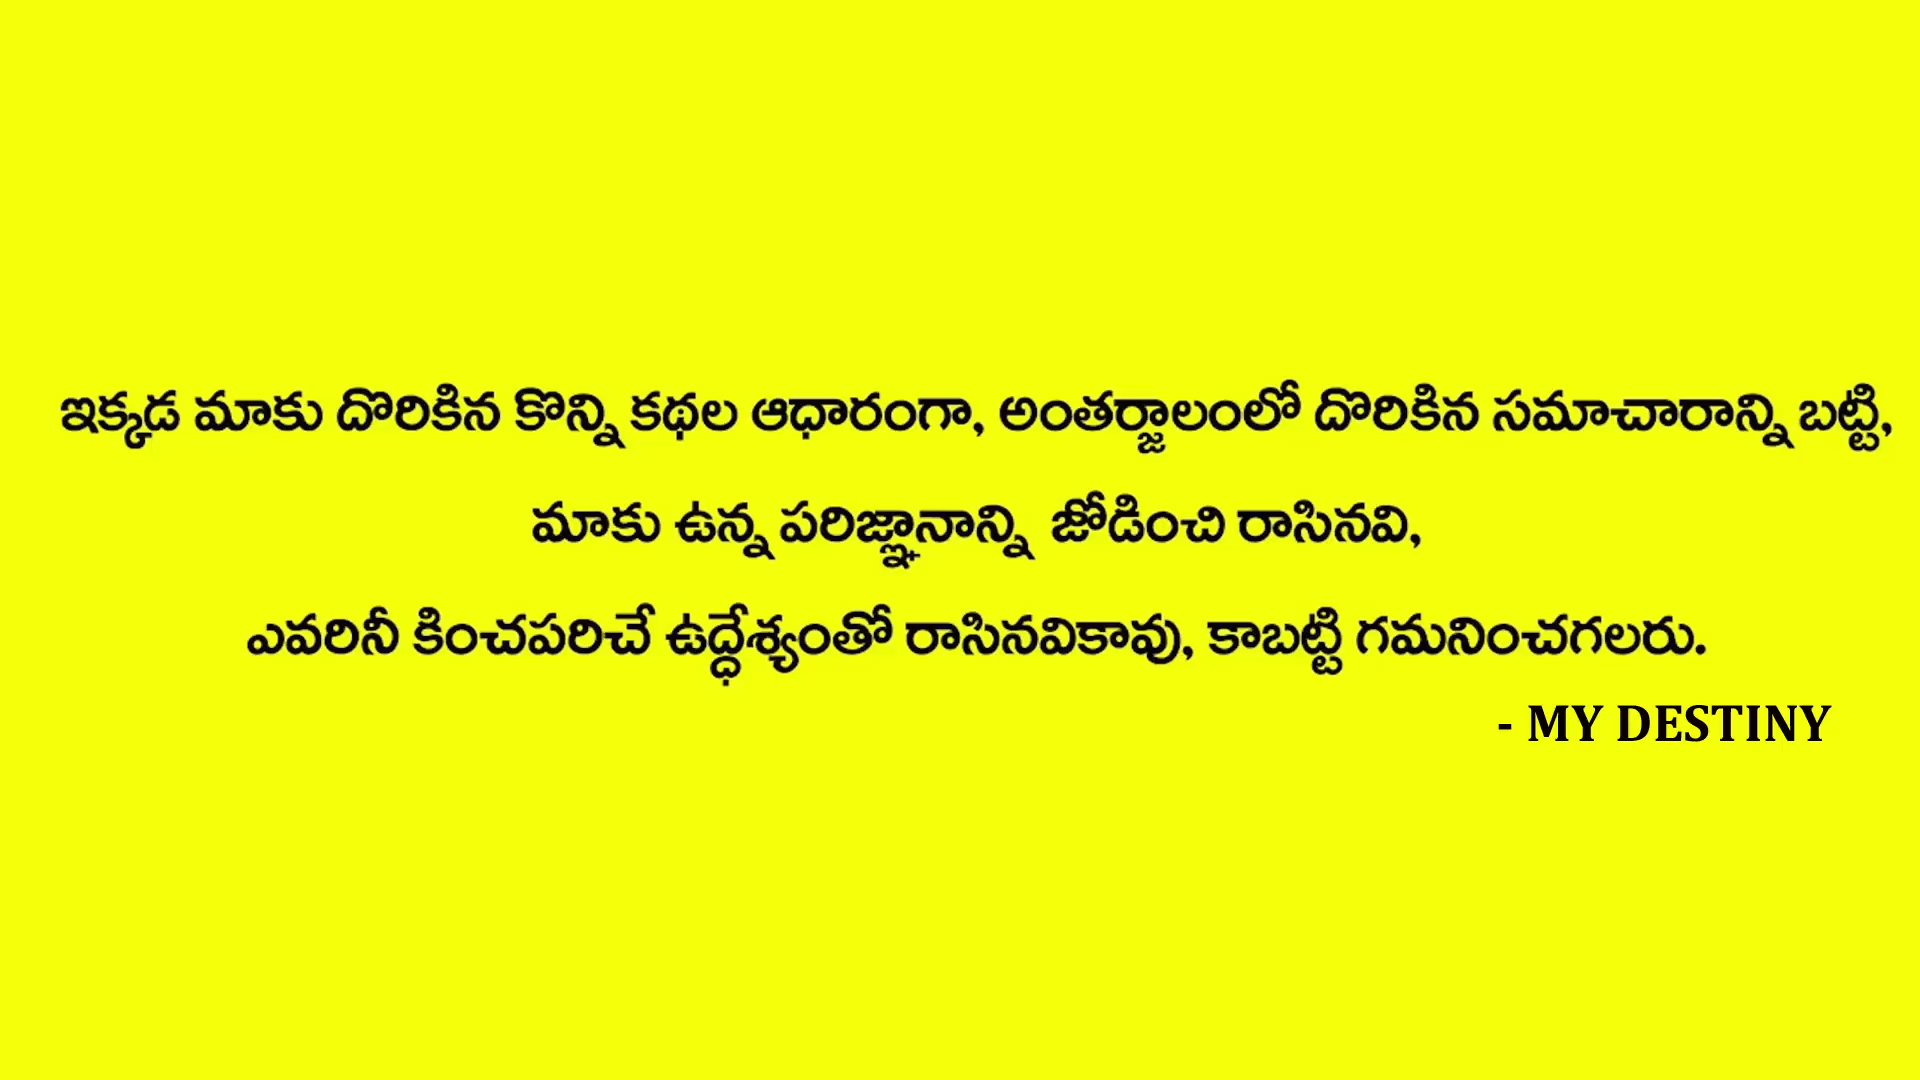 ఇక్కడ మాకు దొరికిన కొన్ని కథల ఆధారంగా, అంతర్జాలంలో దొరికిన సమాచారాన్ని బట్టి,
మాకు ఉన్న పరిజ్ఞానాన్ని జోడించి రాసినవి,
ఎవరినీ కించపరిచే ఉద్ధేశ్యంతో రాసినవికావు, కాబట్టి గమనించగలరు.
- MY DESTINY